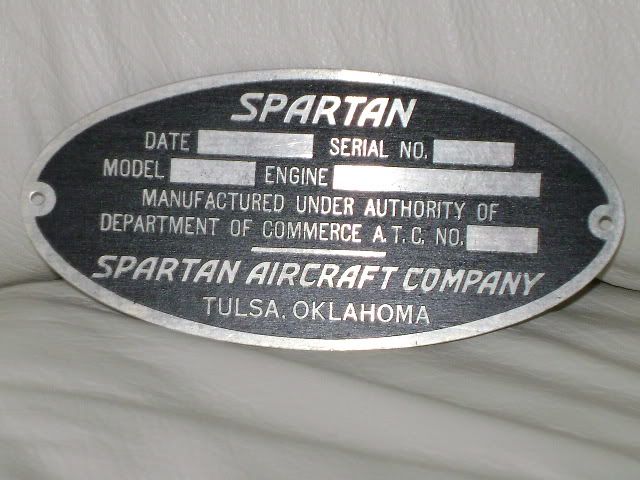 SPARTAN
DATE SERIAL NO.
MODEL ENGINE
MANUFACTURED UNDER AUTHORITY OF
DEPARTMENT OF COMMERCE A.T.C. NO.
SPARTAN AIRCRAFT COMPANY
TULSA, OKLAHOMA